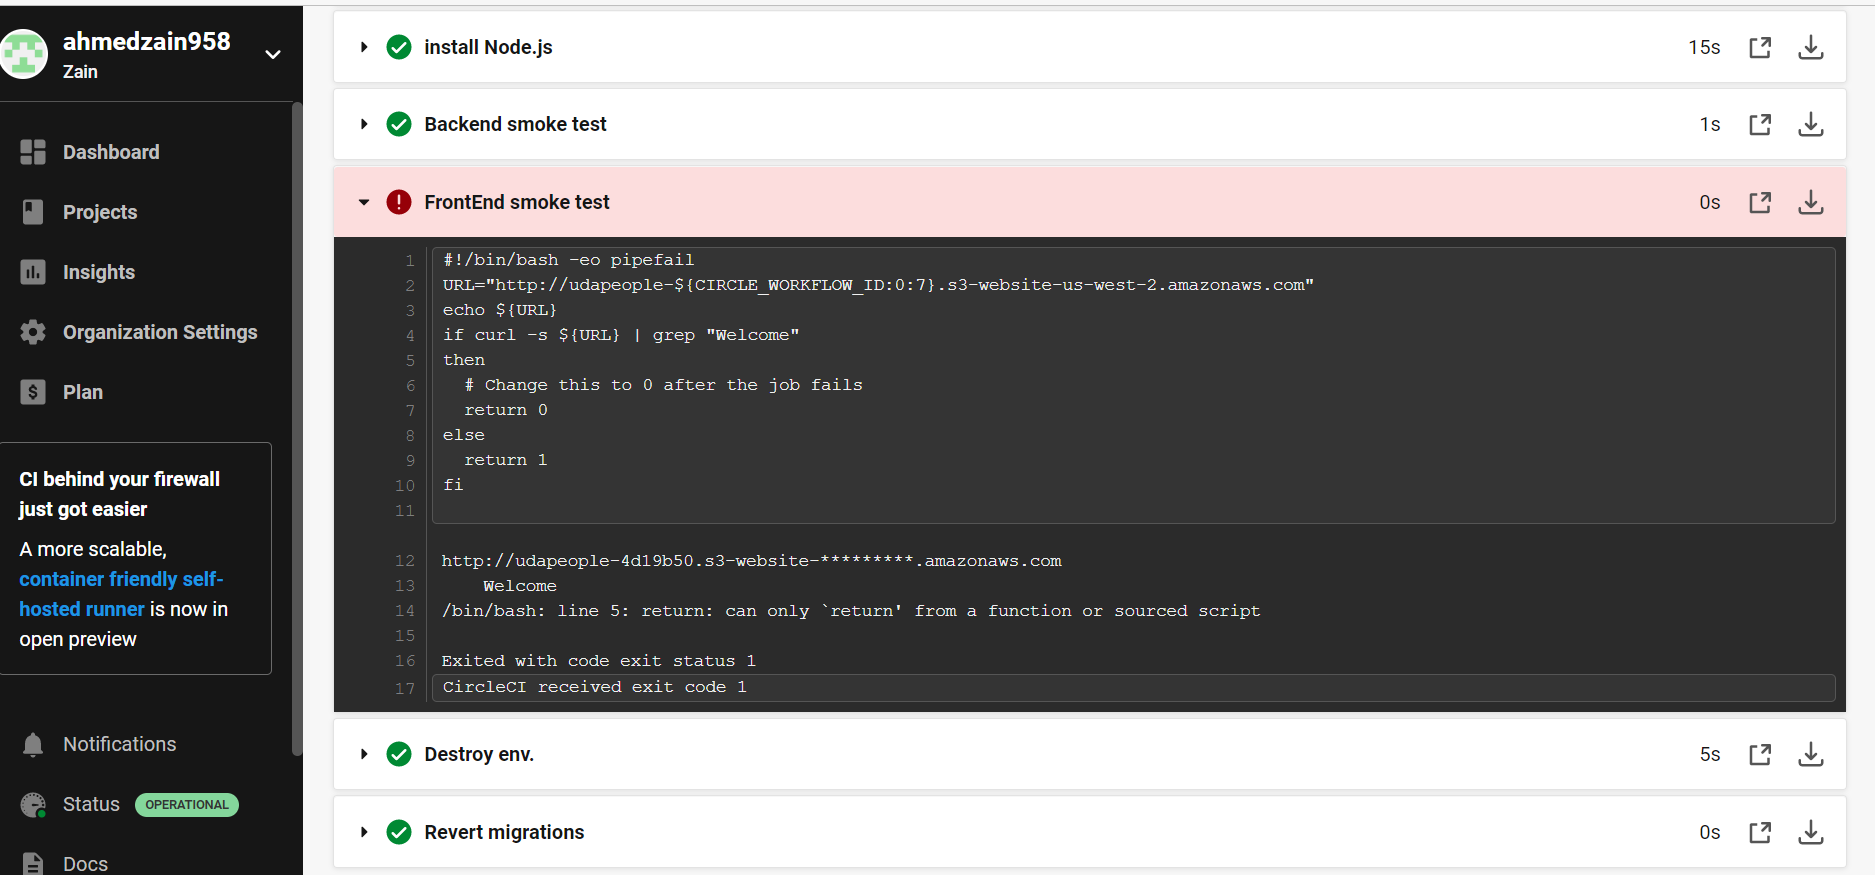 ahmedzain958
Zain
Dashboard
Projects
Insights
Organization Settings
Plan
CI behind your firewall
just got easier
A more scalable,
container friendly self-
hosted runner is now in
open preview
Notifications
Status OPERATIONAL
Docs
install Node.js 15s
Backend smoke test 1s
FrontEnd smoke test 0s
1 #!/bin/bash -eo pipefail
2 URL="http://udapeople-${CIRCLE_WORKFLOW_ID:0:7}.s3-website-us-west-2.amazonaws.com"
3 echo ${URL}
4 if curl -s ${URL} | grep "Welcome"
5 then
6   # Change this to 0 after the job fails
7   return 0
8 else
9   return 1
10 fi
11
12 http://udapeople-4d19b50.s3-website-*********.amazonaws.com
13     Welcome
14 /bin/bash: line 5: return: can only `return' from a function or sourced script
15
16 Exited with code exit status 1
17 CircleCI received exit code 1
Destroy env. 5s
Revert migrations 0s